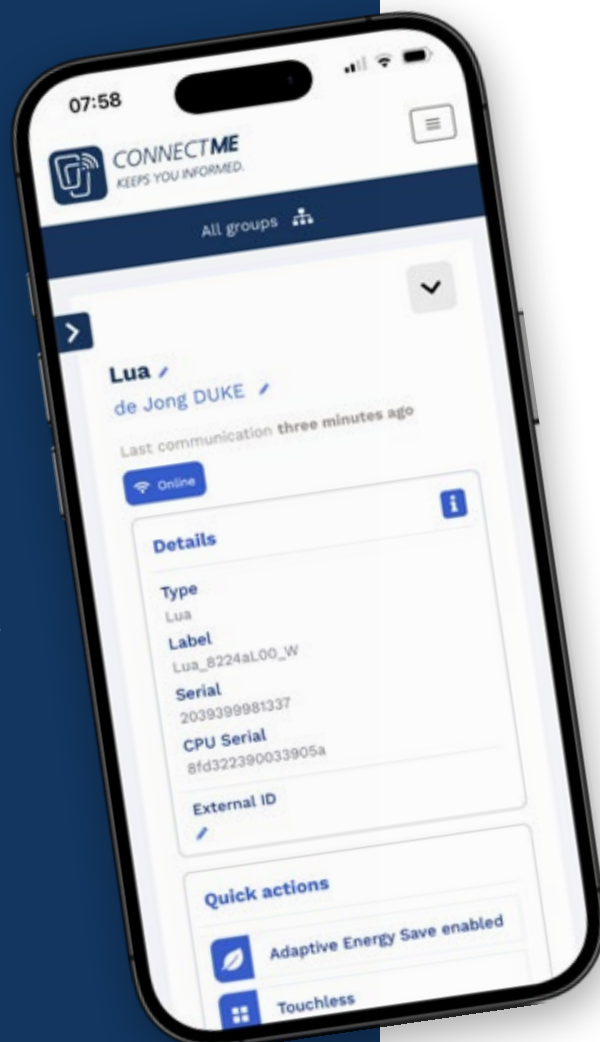 07:58
CONNECTME
KEEPS YOU INFORMED.
All groups
Lua
de Jong DUKE
Last communication three minutes ago
Online
Details
Type
Lua
Label
Lua_8224aL00_W
Serial
2039399981337
CPU Serial
8fd322390033905a
External ID
Quick actions
Adaptive Energy Save enabled
Touchless